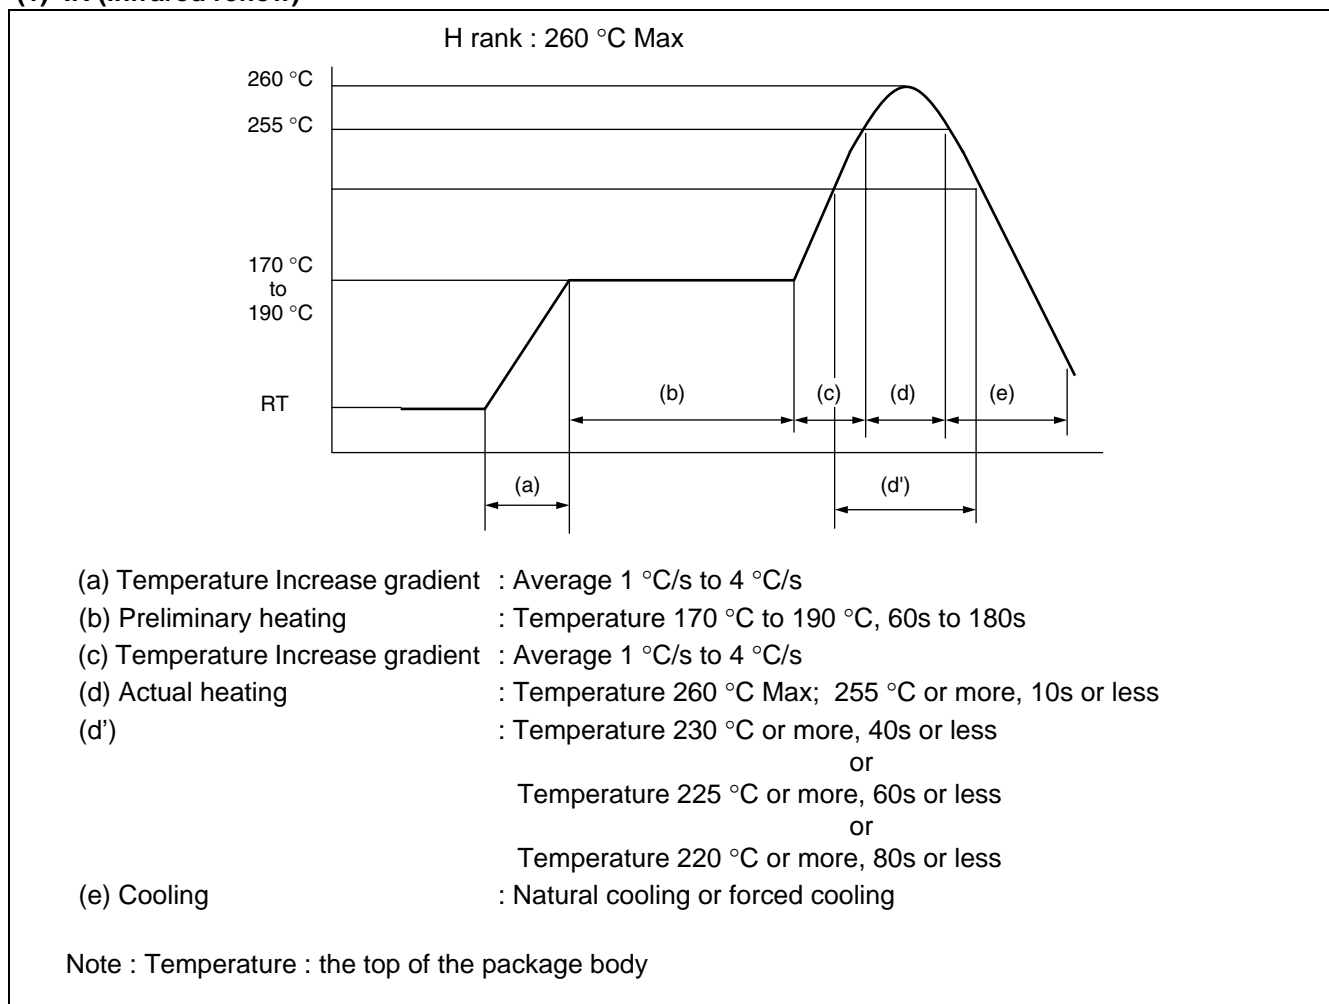 H rank : 260 °C Max
260 °C
255 °C
170 °C
to
190 °C
RT
(b)
(c)
(d)
(e)
(a)
(d')
(a) Temperature Increase gradient : Average 1 °C/s to 4 °C/s
(b) Preliminary heating : Temperature 170 °C to 190 °C, 60s to 180s
(c) Temperature Increase gradient : Average 1 °C/s to 4 °C/s
(d) Actual heating : Temperature 260 °C Max; 255 °C or more, 10s or less
(d’) : Temperature 230 °C or more, 40s or less
or
Temperature 225 °C or more, 60s or less
or
Temperature 220 °C or more, 80s or less
(e) Cooling : Natural cooling or forced cooling
Note : Temperature : the top of the package body